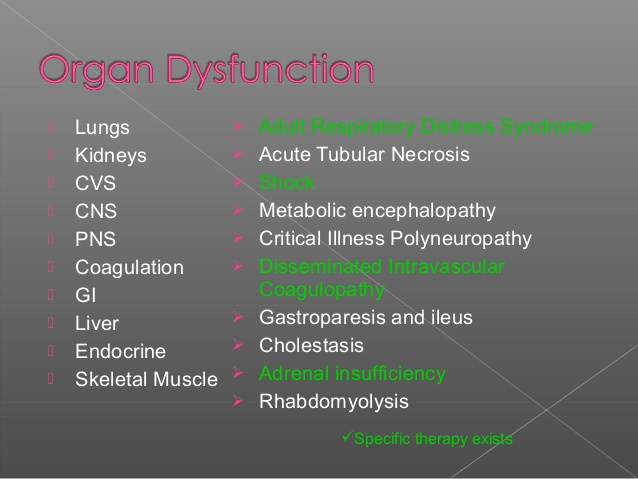 Organ Dysfunction
Lungs
Kidneys
CVS
CNS
PNS
Coagulation
GI
Liver
Endocrine
Skeletal Muscle
Adult Respiratory Distress Syndrome
Acute Tubular Necrosis
Shock
Metabolic encephalopathy
Critical Illness Polyneuropathy
Disseminated Intravascular
Coagulopathy
Gastroparesis and ileus
Cholestasis
Adrenal insufficiency
Rhabdomyolysis
✓Specific therapy exists